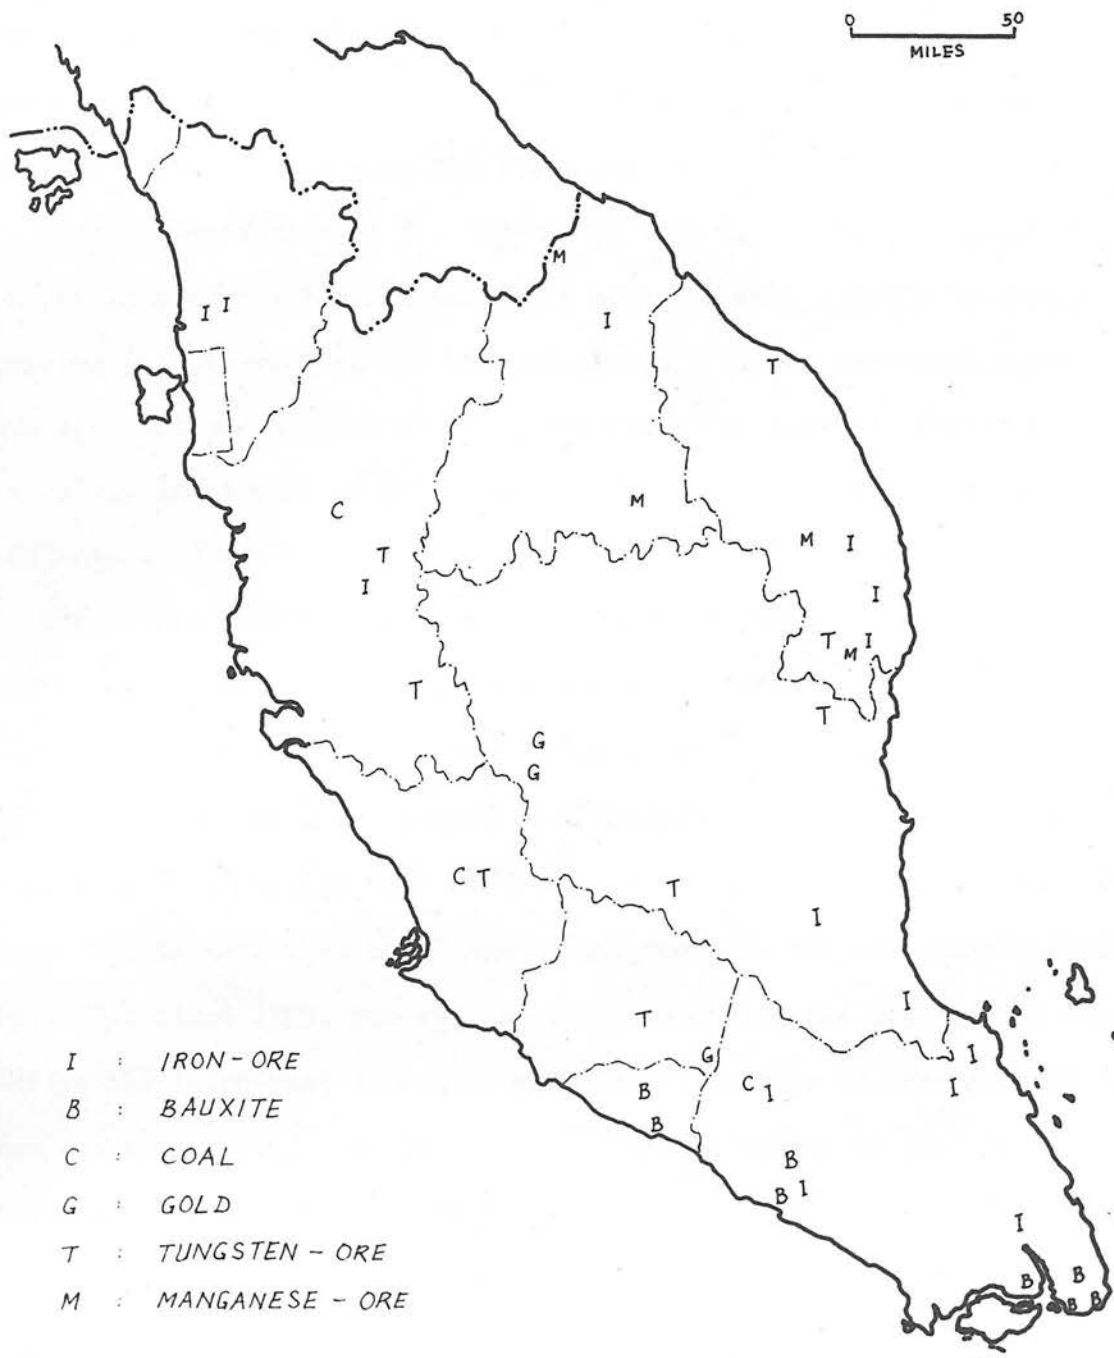 0 50
MILES
M
I I
I
T
C
M
T
M I
I
I
T I
M
T
T
G
G
C T
T
I
I
T
I
G
C I
I
B
B
B
B I
I
B B
B B
I : IRON-ORE
B : BAUXITE
C : COAL
G : GOLD
T : TUNGSTEN - ORE
M : MANGANESE - ORE